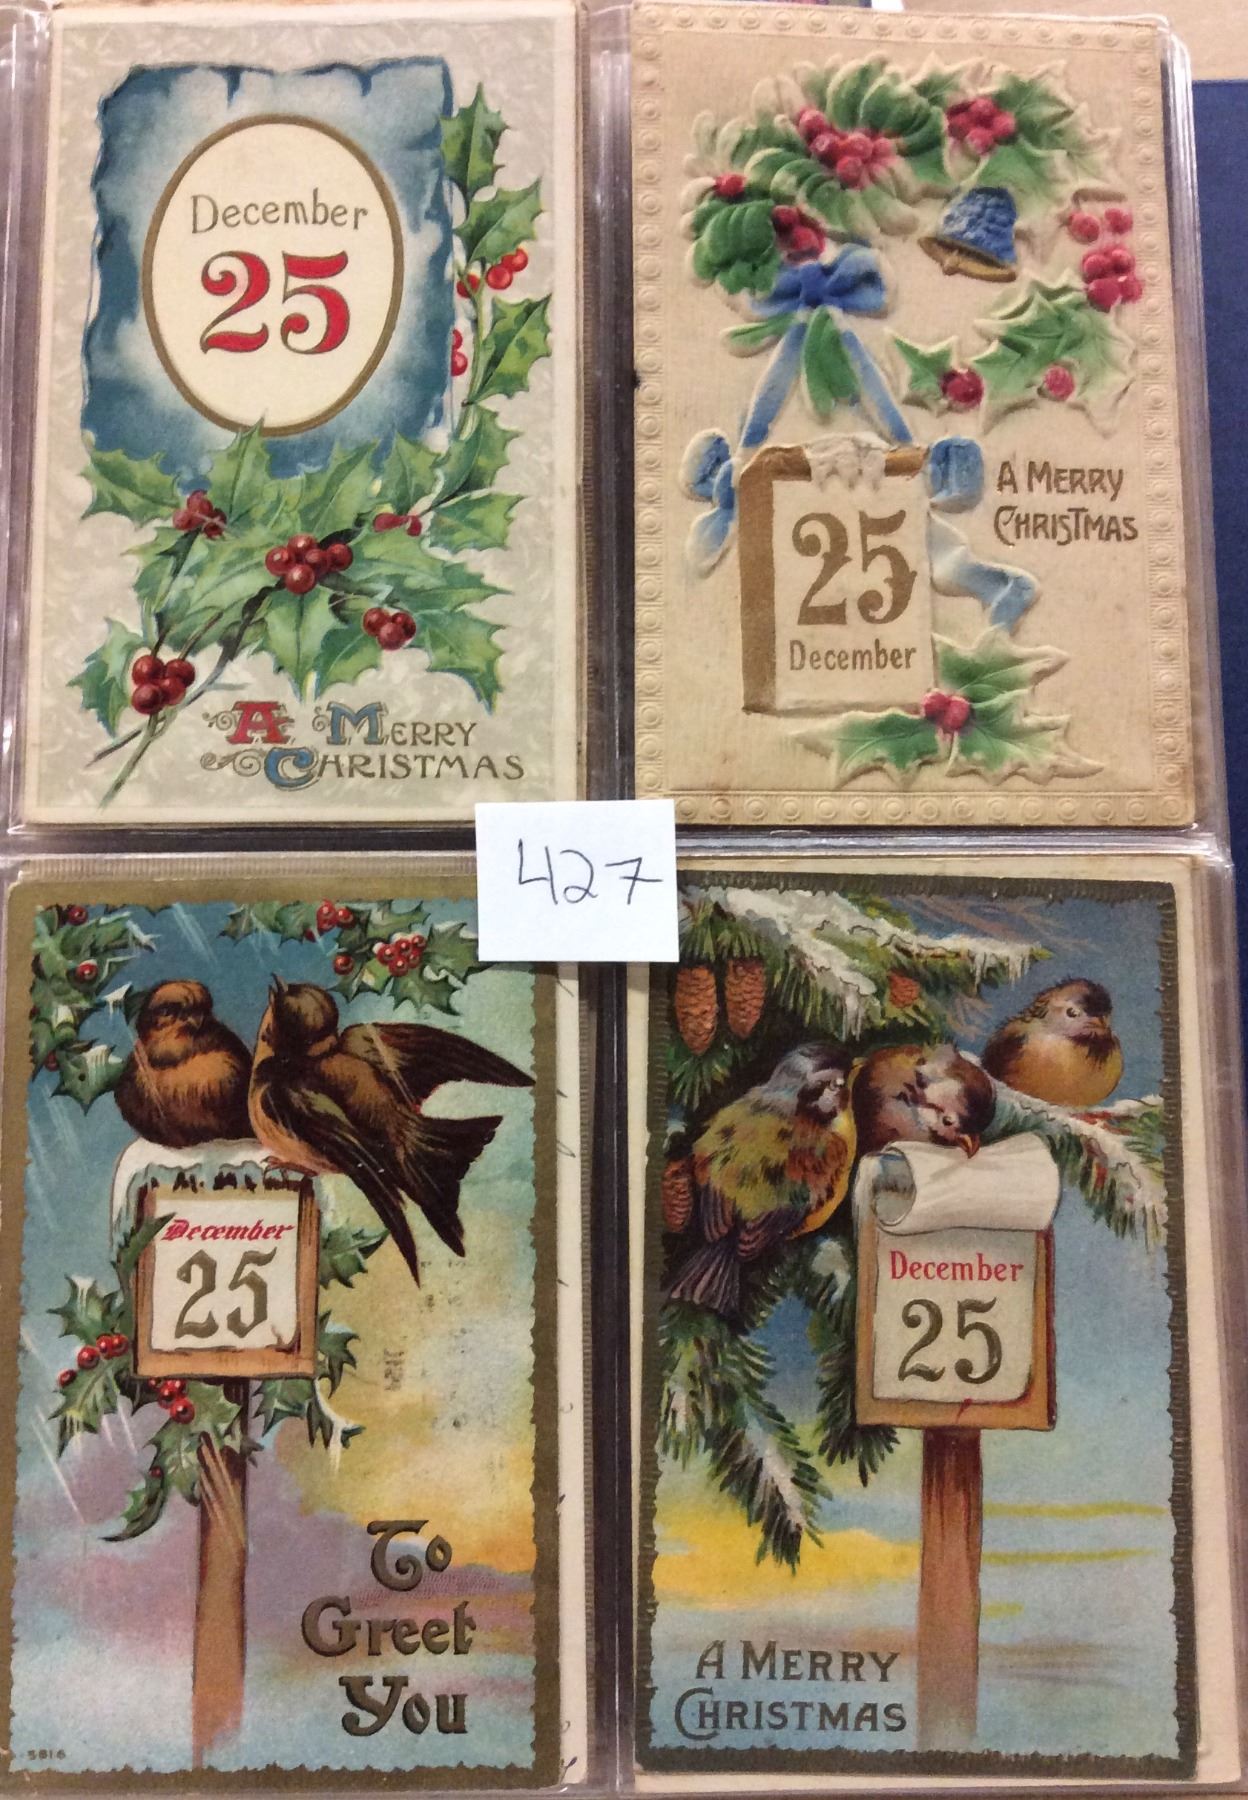 December
25
A MERRY
CHRISTMAS
A MERRY
CHRISTMAS
25
December
427
December
25
To
Greet
You
5816
December
25
A MERRY
CHRISTMAS